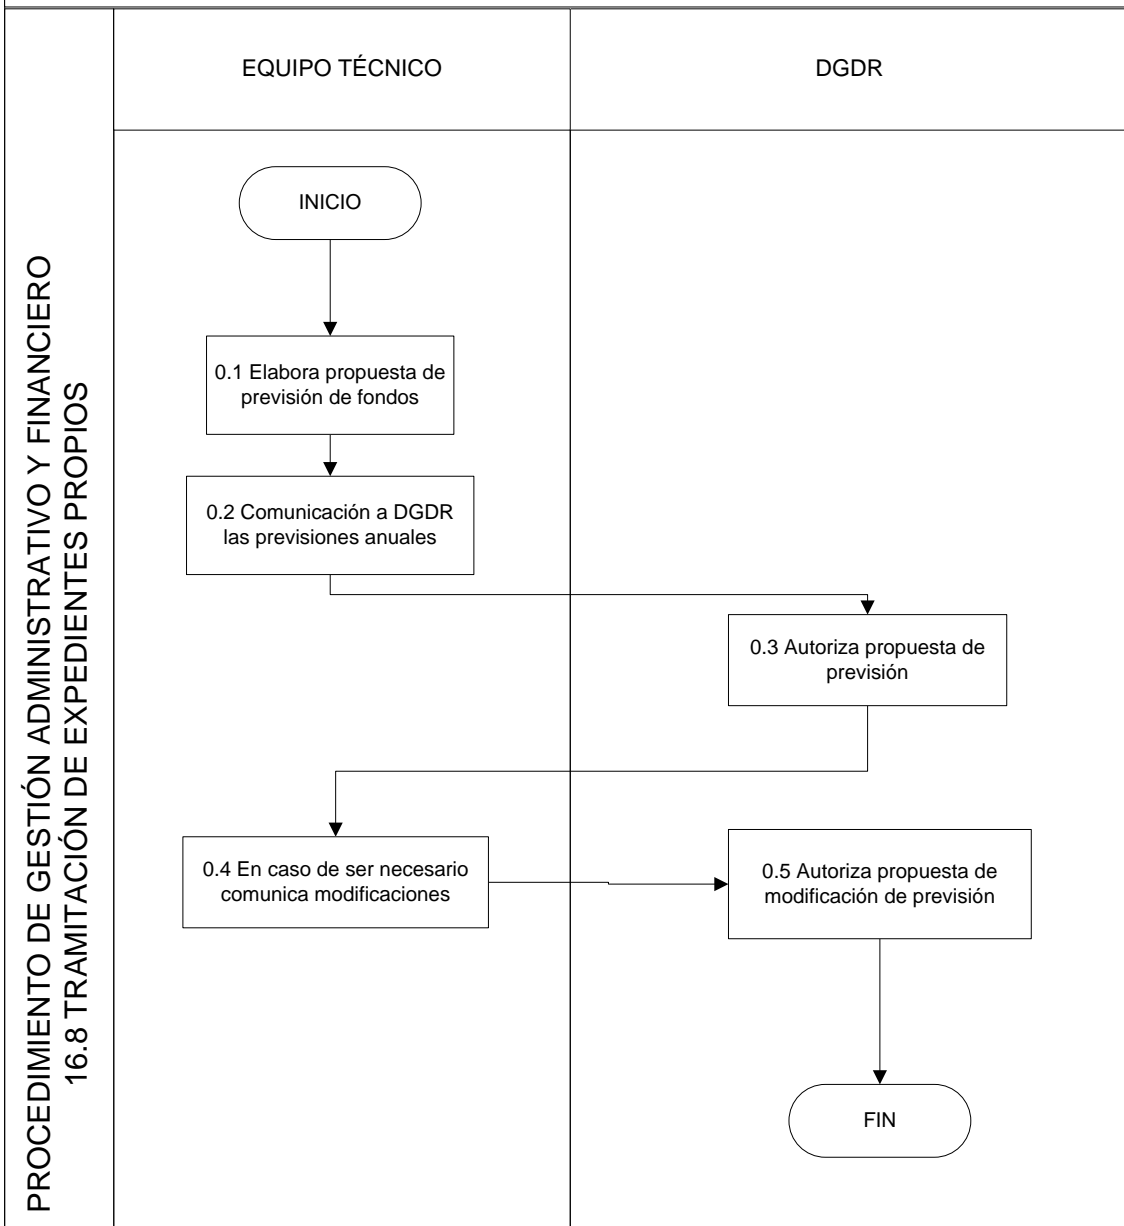 PROCEDIMIENTO DE GESTIÓN ADMINISTRATIVO Y FINANCIERO
16.8 TRAMITACIÓN DE EXPEDIENTES PROPIOS
EQUIPO TÉCNICO
DGDR
INICIO
0.1 Elabora propuesta de
previsión de fondos
0.2 Comunicación a DGDR
las previsiones anuales
0.3 Autoriza propuesta de
previsión
0.4 En caso de ser necesario
comunica modificaciones
0.5 Autoriza propuesta de
modificación de previsión
FIN